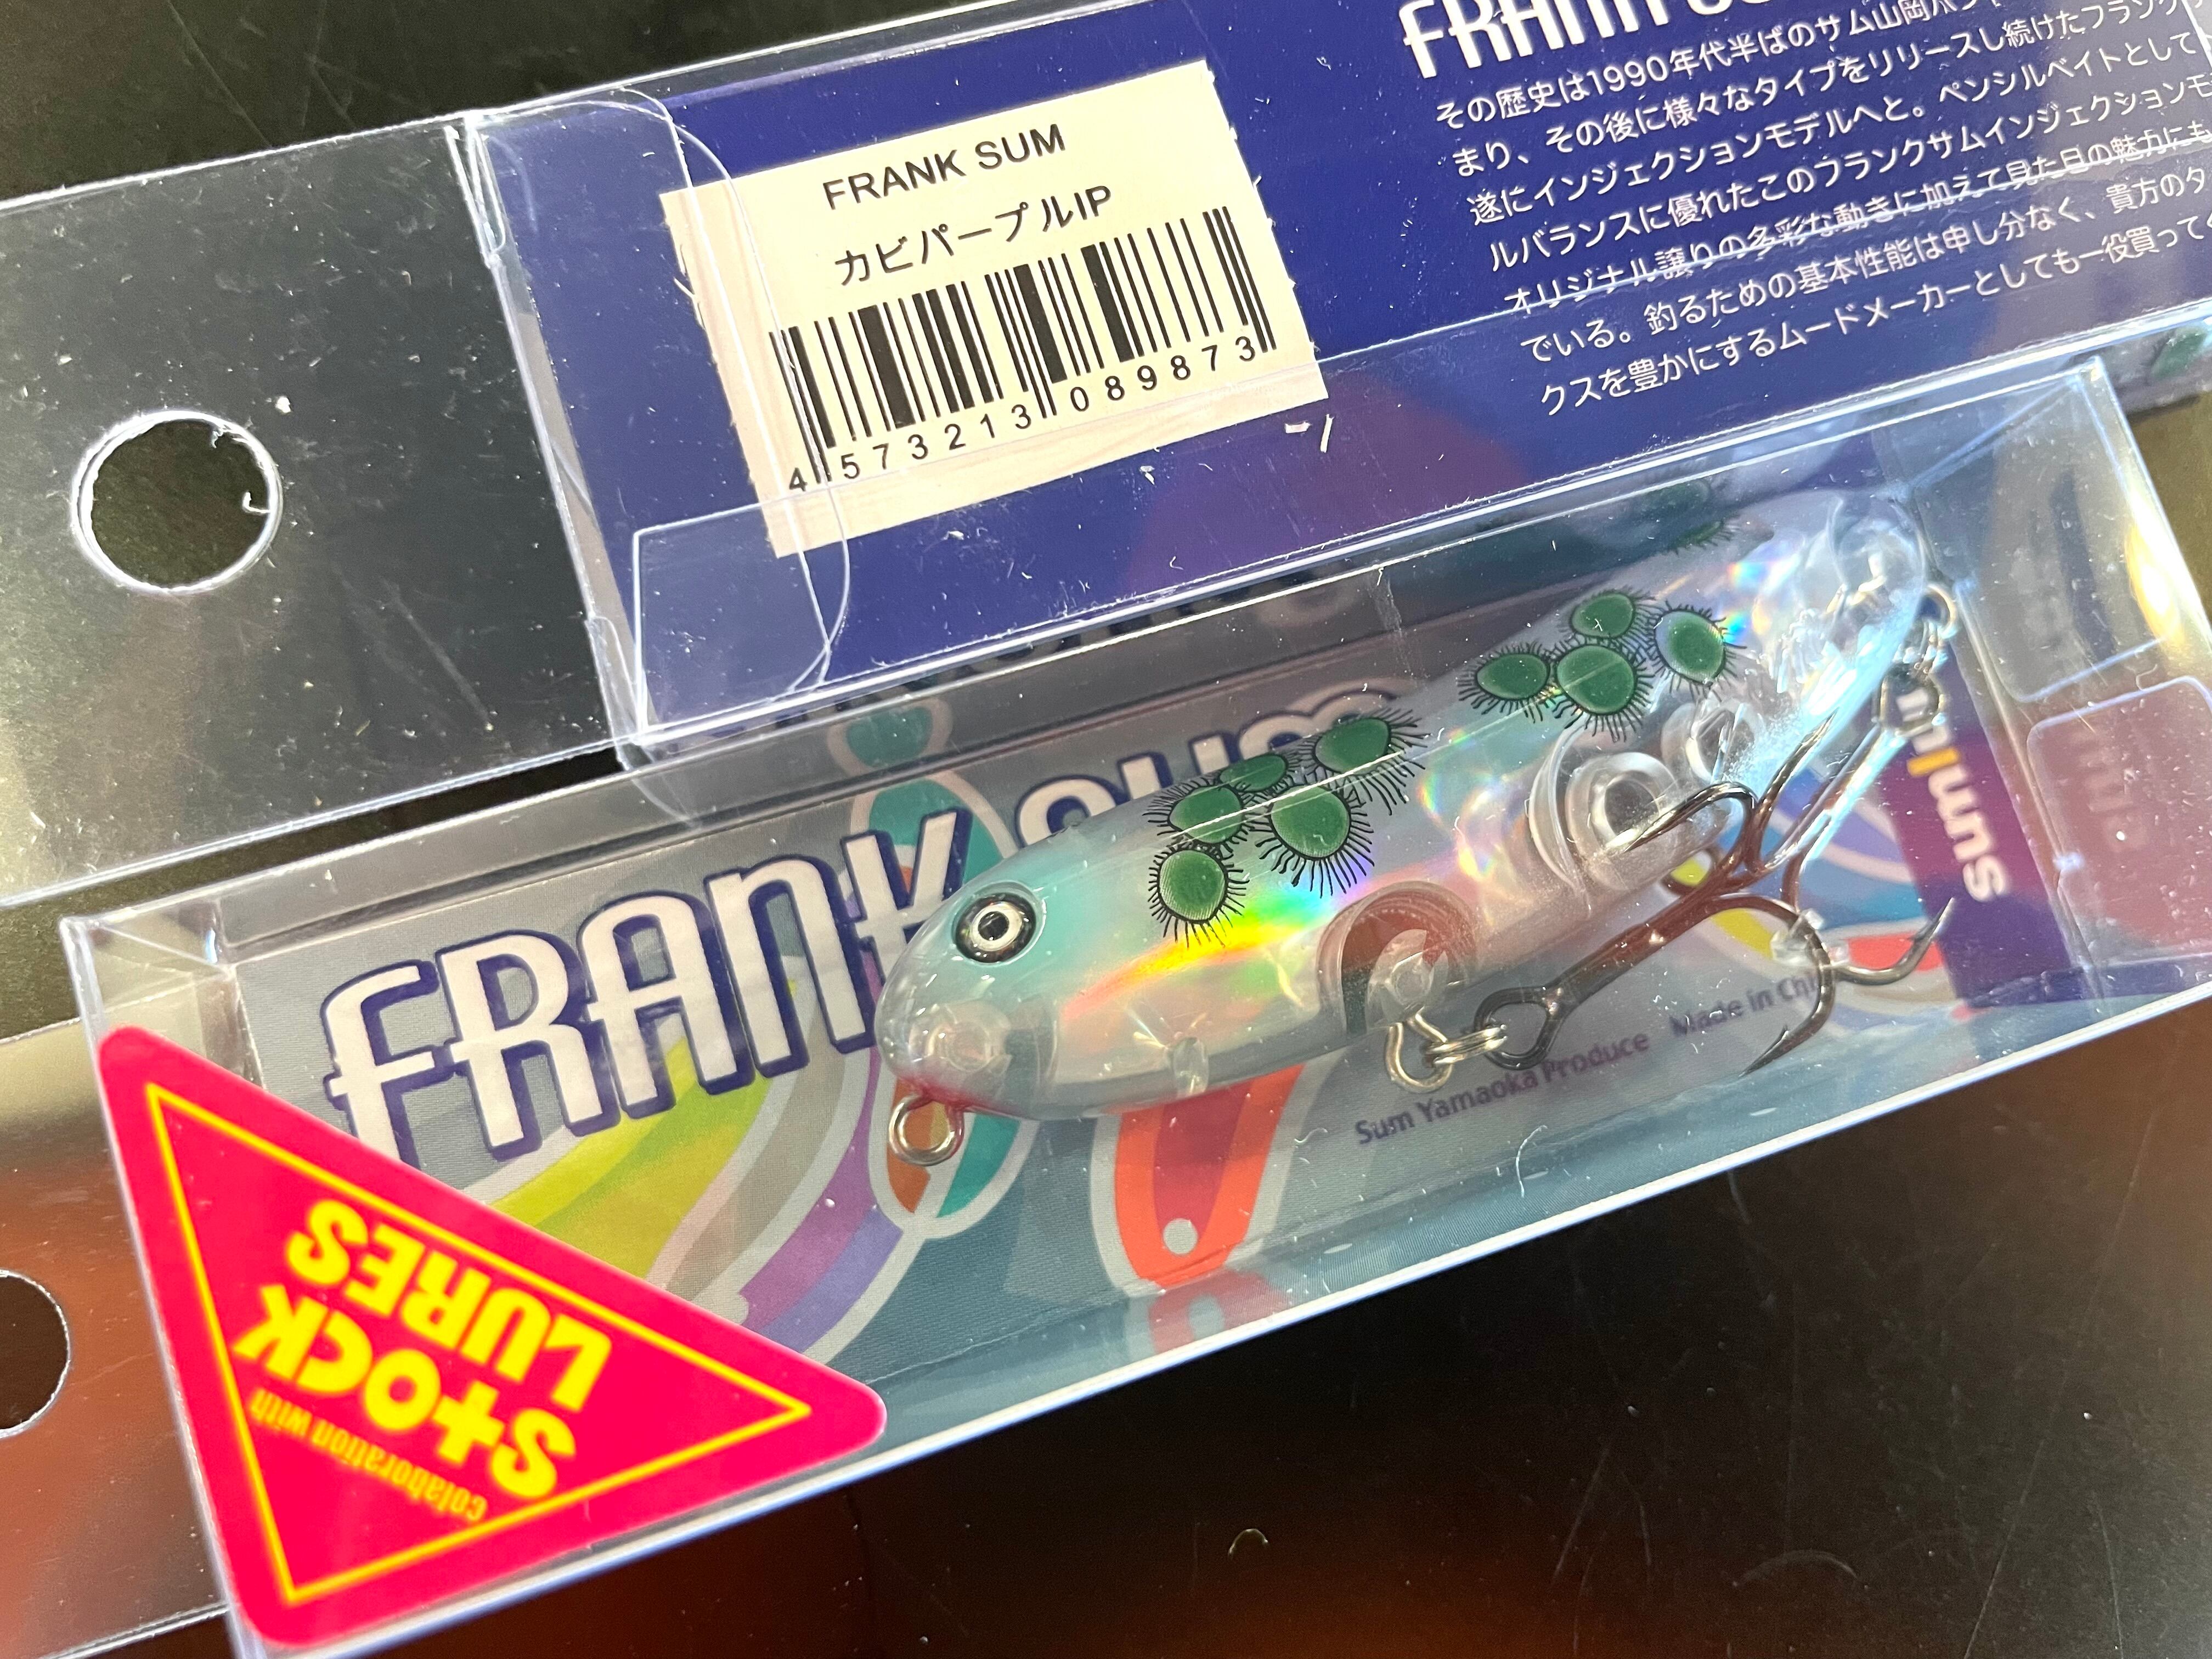 FRANK SUM
カビパープルIP
4 573213 089873
FRANK
その歴史は1990年代半ばのサム山岡ハンド
まり、その後に様々なタイプをリリースし続けたフランク
遂にインジェクションモデルへと。ペンシルベイトとして
ルバランスに優れたこのフランクサムインジェクションモ
オリジナル譲りの多彩な動きに加えて見た目の魅力にも
でいる。釣るための基本性能は申し分なく、貴方のタ
クスを豊かにするムードメーカーとしても一役買って
FRANK SUM
smith
Sum Yamaoka Produce Made in Chi
colaboration with
StOCK
LURES